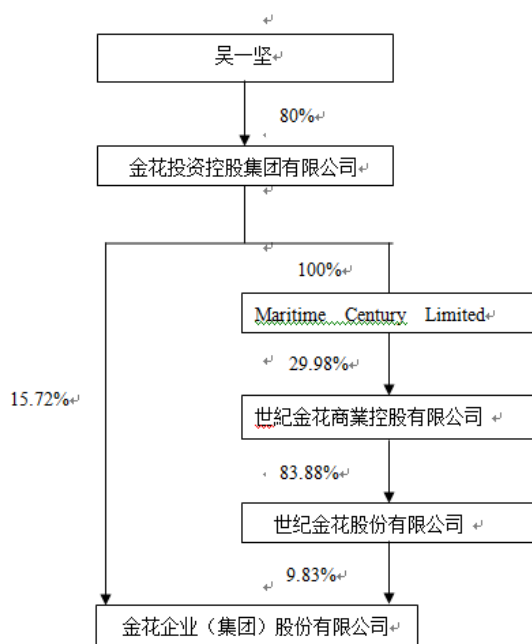 吴一坚
80%
金花投资控股集团有限公司
100%
Maritime Century Limited
29.98%
15.72%
世紀金花商業控股有限公司
83.88%
世纪金花股份有限公司
9.83%
金花企业（集团）股份有限公司